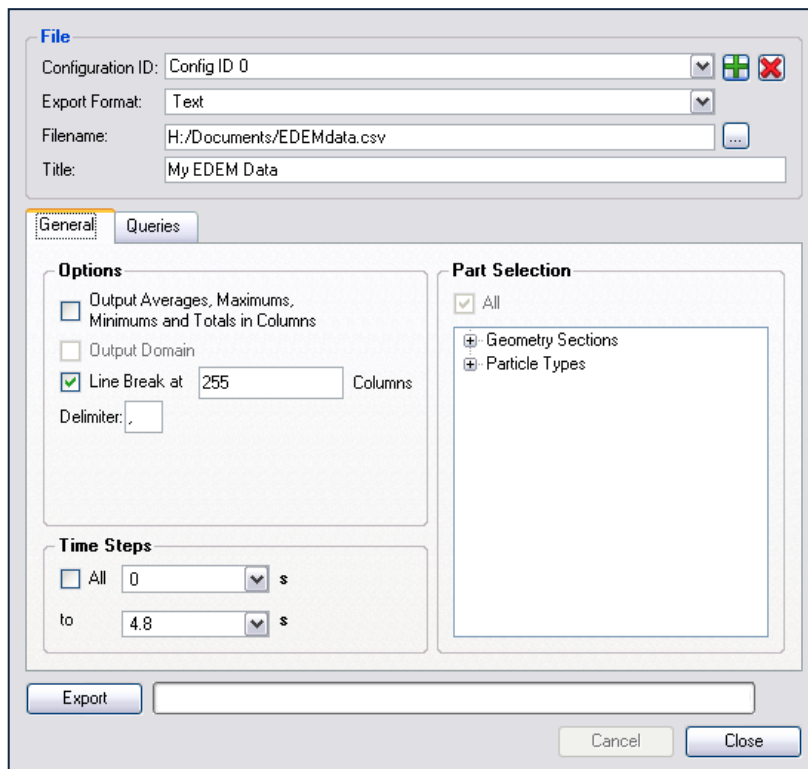 File
Configuration ID: Config ID 0
Export Format: Text
Filename: H:/Documents/EDEMdata.csv ...
Title: My EDEM Data
General Queries
Options
Output Averages, Maximums,
Minimums and Totals in Columns
Output Domain
Line Break at 255 Columns
Delimiter: ,
Time Steps
All 0 s
to 4.8 s
Part Selection
All
Geometry Sections
Particle Types
Export
Cancel Close